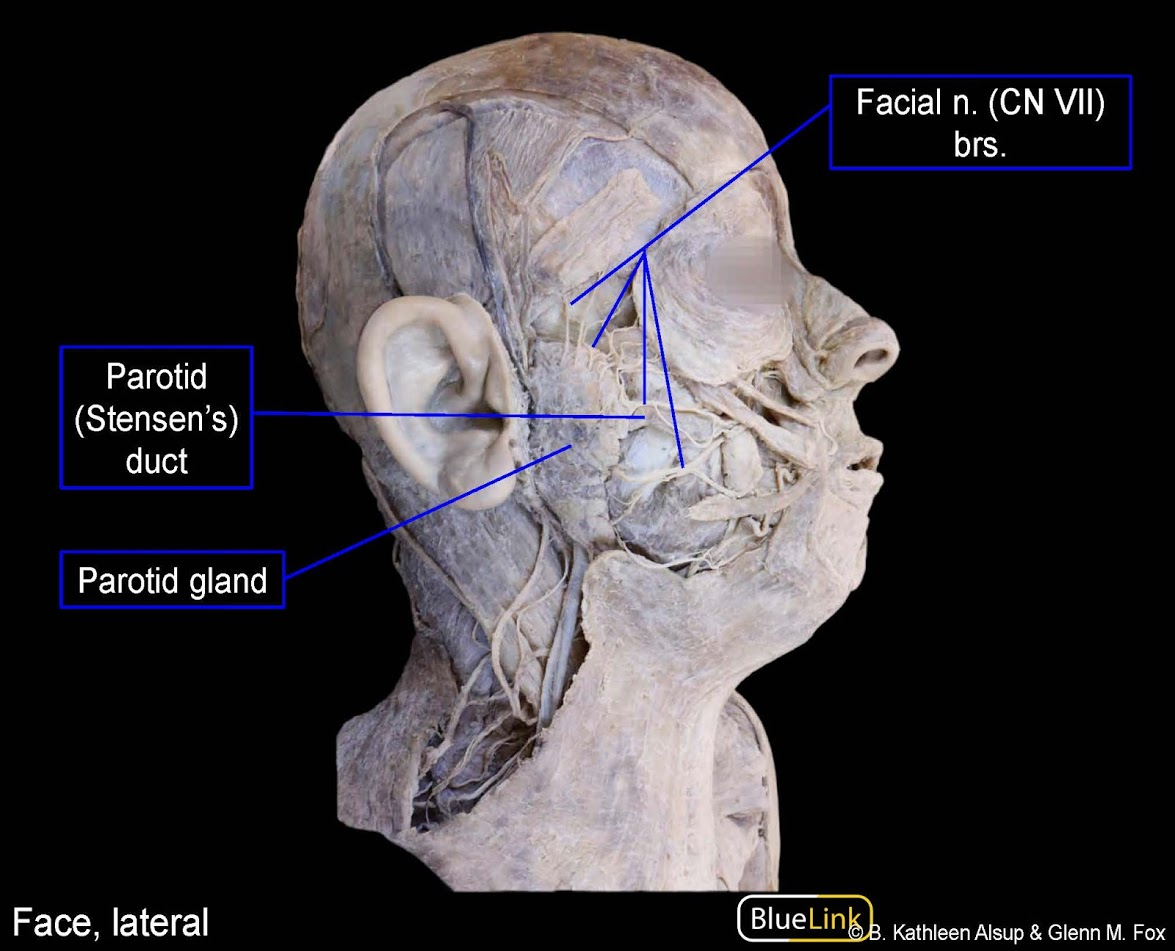 Facial n. (CN VII)
brs.
Parotid
(Stensen’s)
duct
Parotid gland
Face, lateral
BlueLink
© B. Kathleen Alsup & Glenn M. Fox